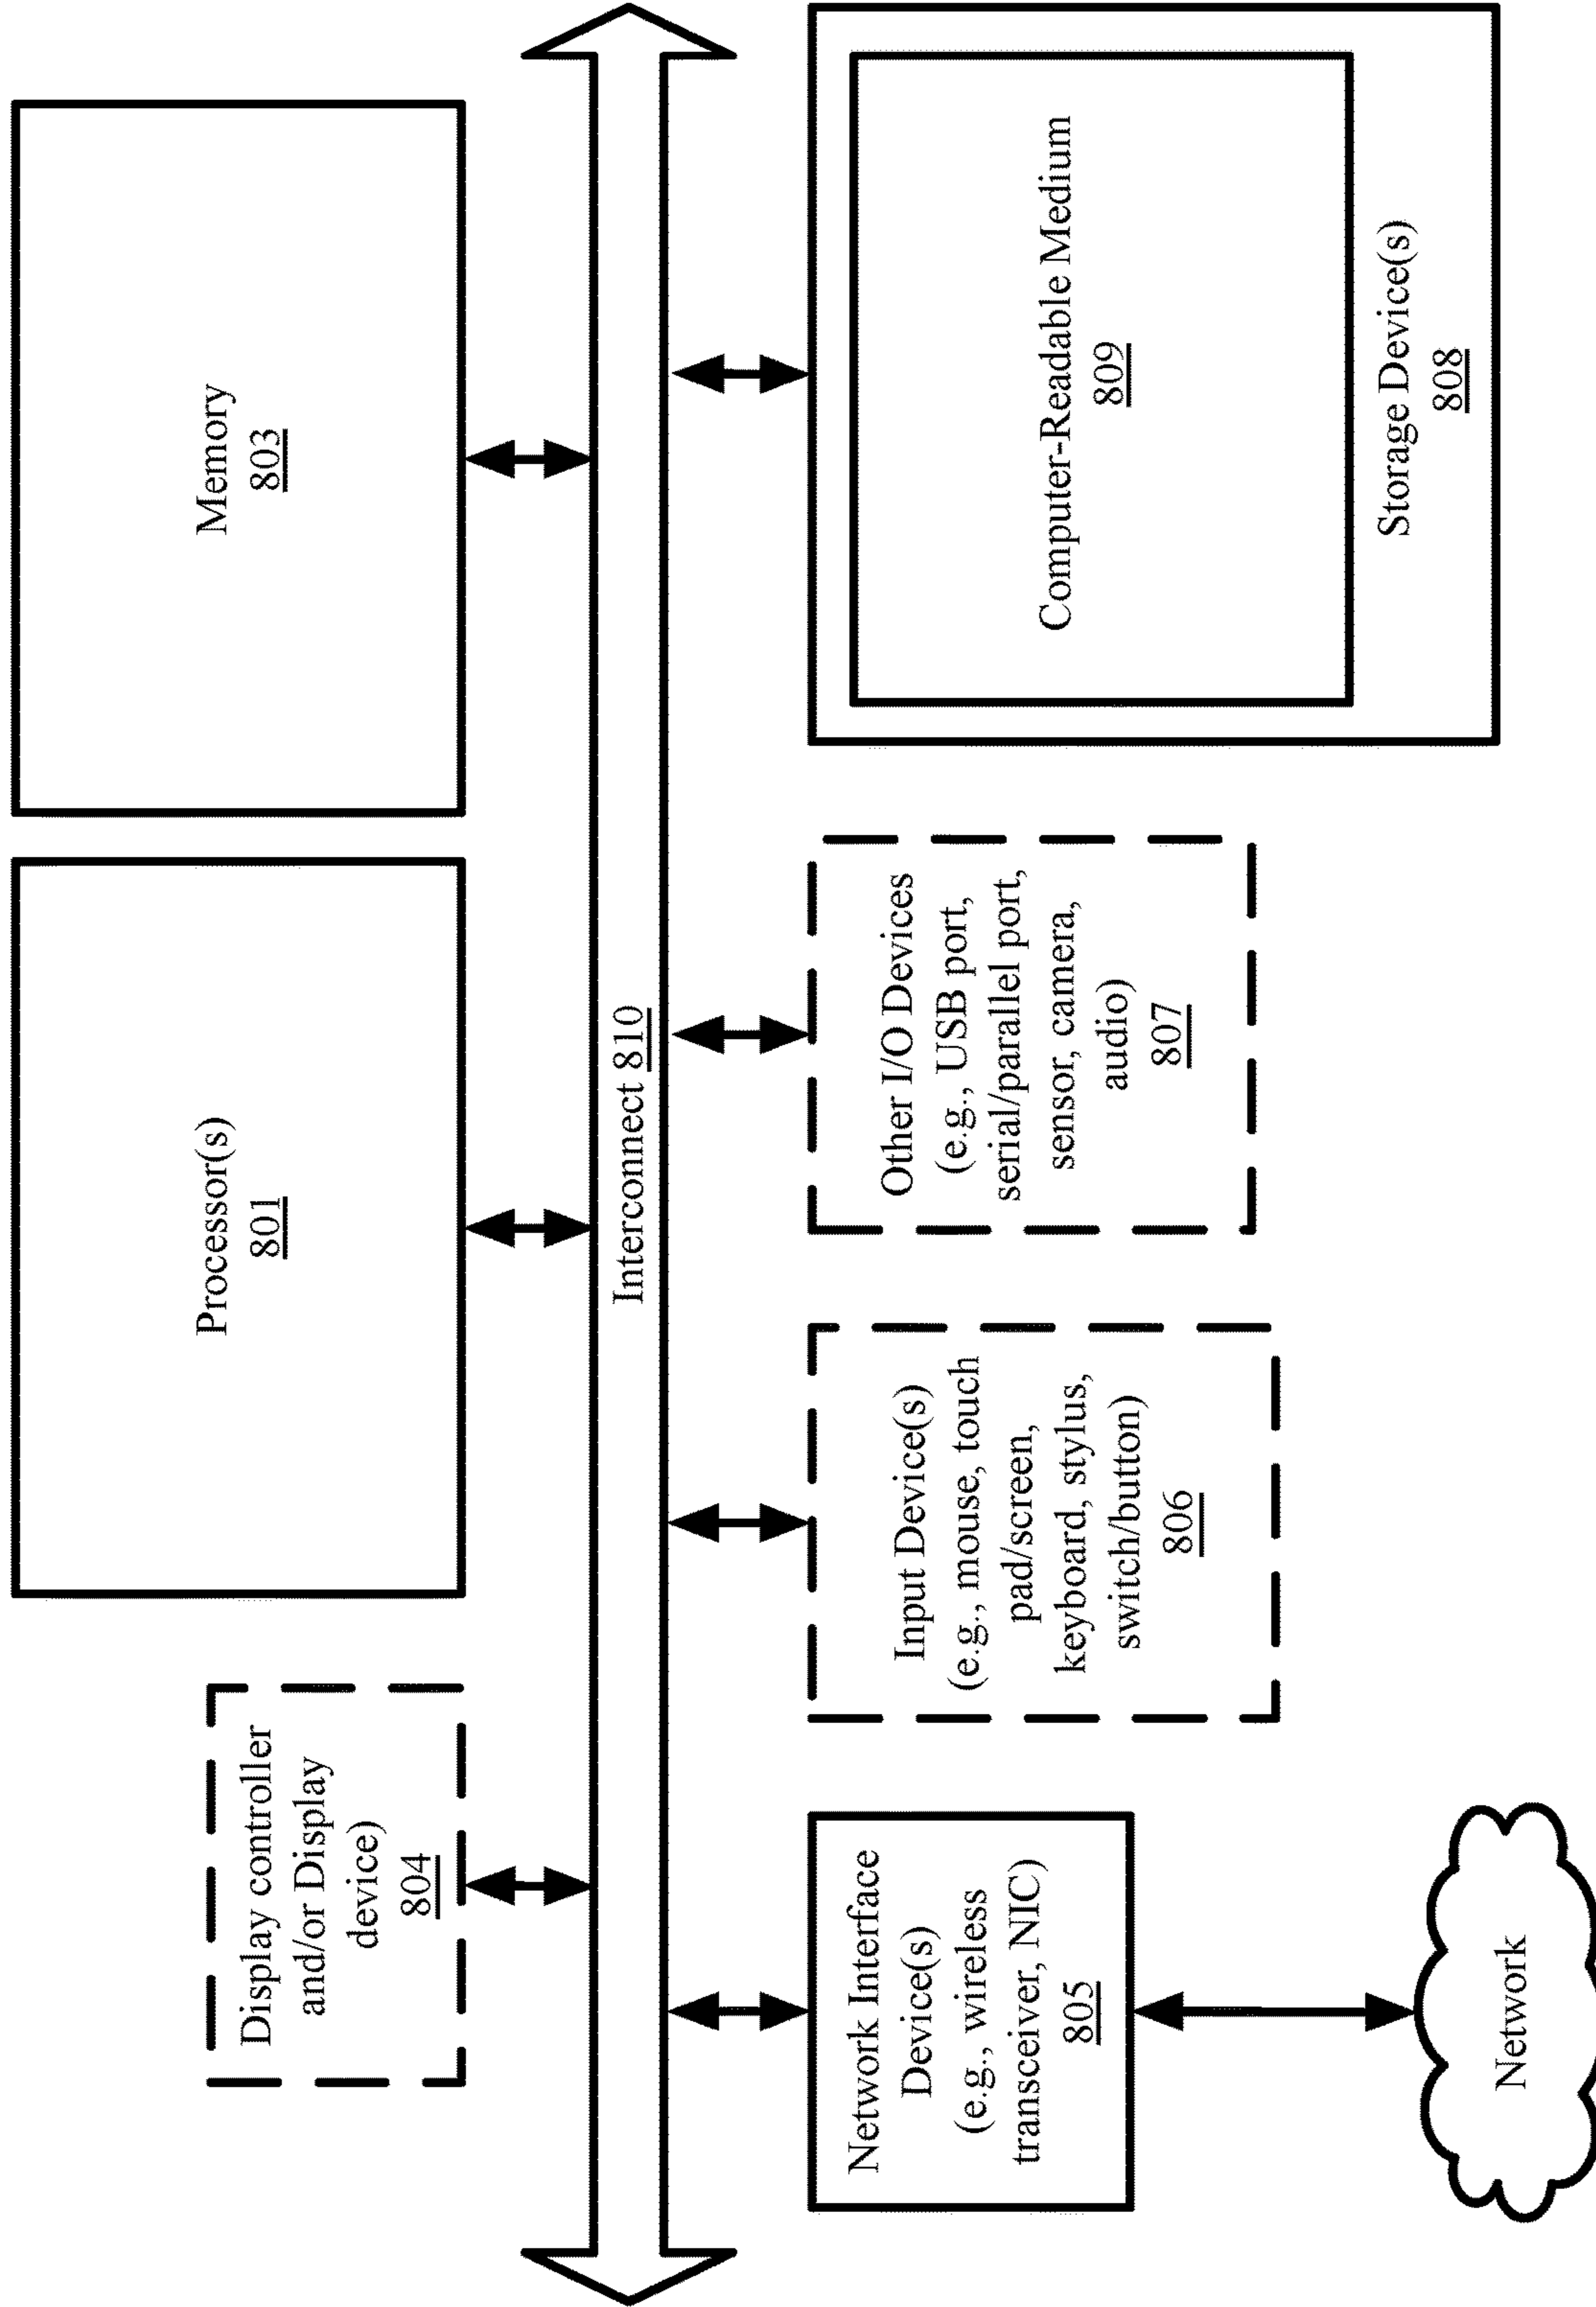 Display controller
and/or Display
device)
804
Processor(s)
801
Memory
803
Interconnect 810
Network Interface
Device(s)
(e.g., wireless
transceiver, NIC)
805
Input Device(s)
(e.g., mouse, touch
pad/screen,
keyboard, stylus,
switch/button)
806
Other I/O Devices
(e.g., USB port,
serial/parallel port,
sensor, camera,
audio)
807
Computer-Readable Medium
809
Storage Device(s)
808
Network